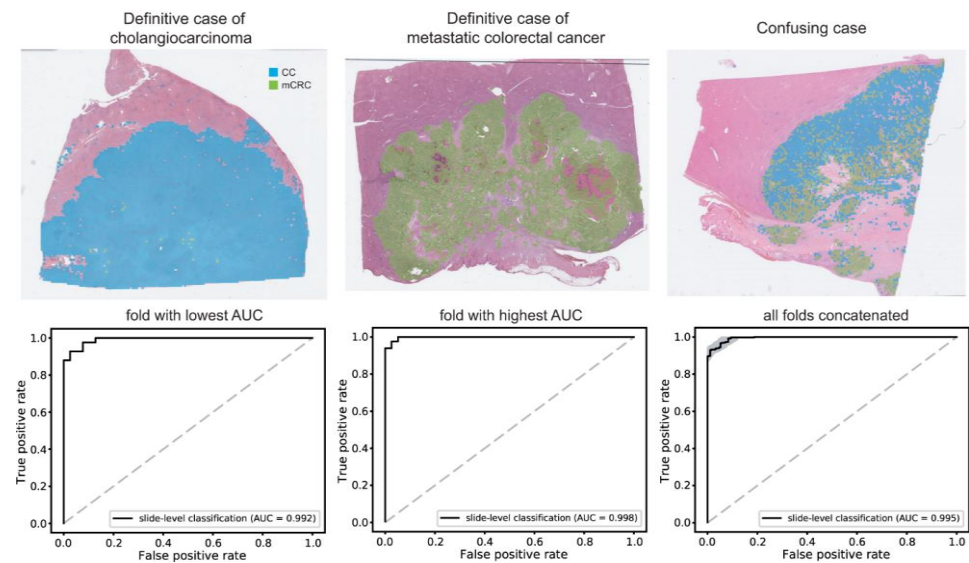 Definitive case of
cholangiocarcinoma
Definitive case of
metastatic colorectal cancer
Confusing case
CC
mCRC
fold with lowest AUC
fold with highest AUC
all folds concatenated
True positive rate
1.0
0.8
0.6
0.4
0.2
0.0
slide-level classification (AUC = 0.992)
0.0 0.2 0.4 0.6 0.8 1.0
False positive rate
True positive rate
1.0
0.8
0.6
0.4
0.2
0.0
slide-level classification (AUC = 0.998)
0.0 0.2 0.4 0.6 0.8 1.0
False positive rate
True positive rate
1.0
0.8
0.6
0.4
0.2
0.0
slide-level classification (AUC = 0.995)
0.0 0.2 0.4 0.6 0.8 1.0
False positive rate